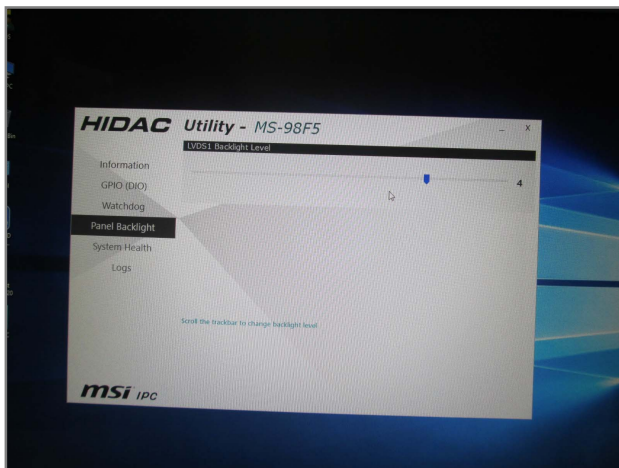 HIDAC Utility - MS-98F5
_ X
LVDS1 Backlight Level
4
Information
GPIO (DIO)
Watchdog
Panel Backlight
System Health
Logs
Scroll the trackbar to change backlight level
msi IPC